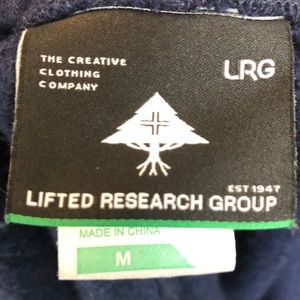 THE CREATIVE
CLOTHING
COMPANY
LRG
EST 1947
LIFTED RESEARCH GROUP
MADE IN CHINA
M